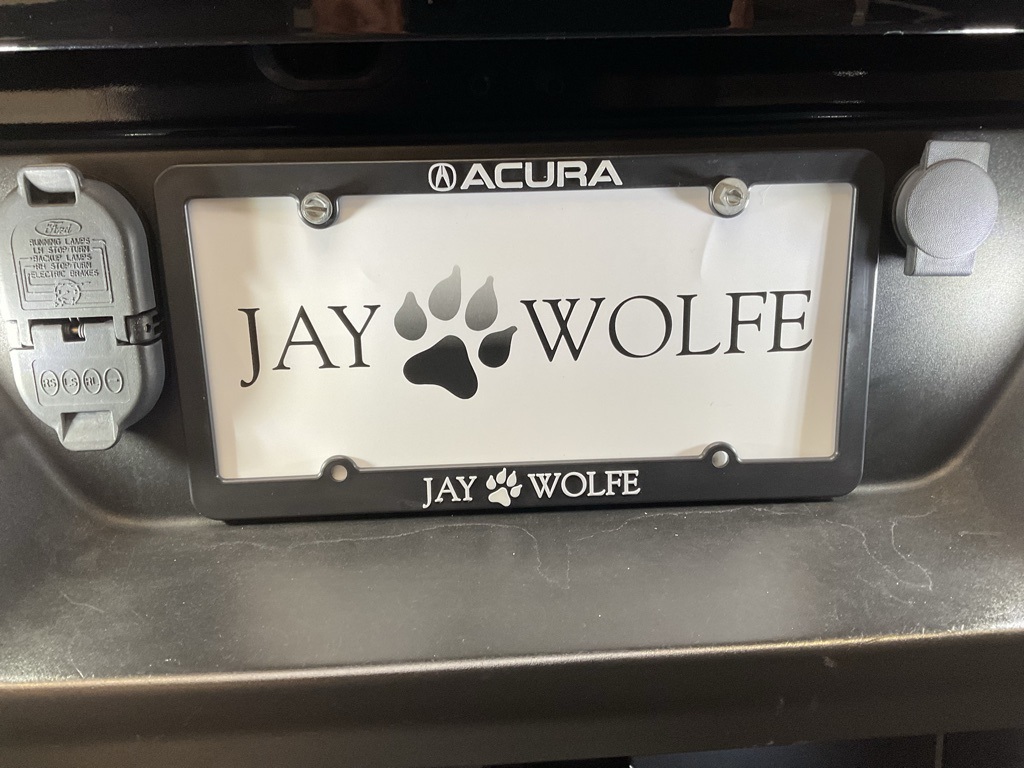 ACURA
Ford
RUNNING LAMPS
LH STOP/TURN
BACKUP LAMPS
RH STOP/TURN
ELECTRIC BRAKES
JAY WOLFE
JAY WOLFE